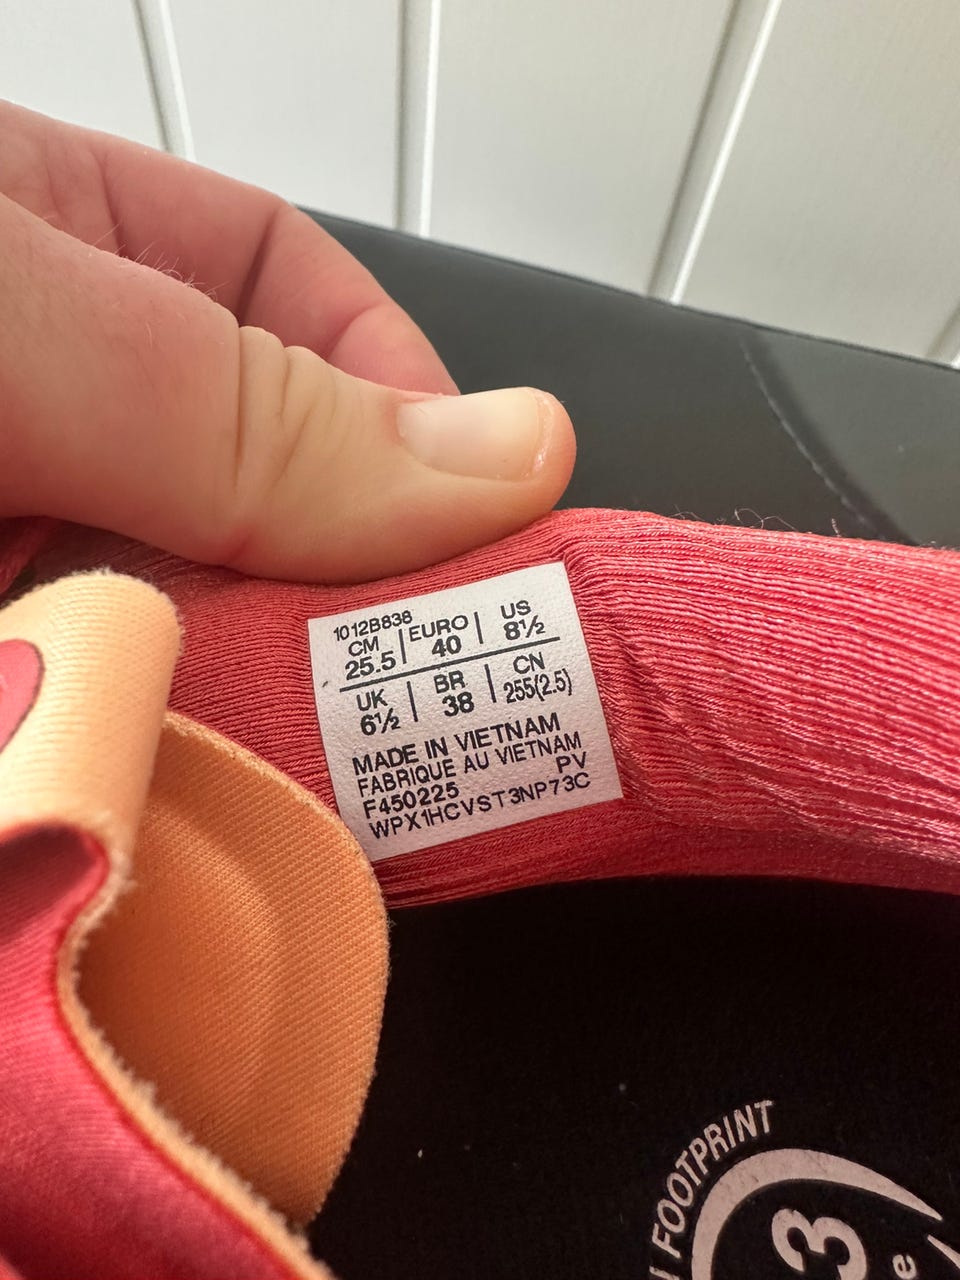 1012B838
CM | EURO | US
25.5 | 40 | 8½
UK | BR | CN
6½ | 38 | 255(2.5)
MADE IN VIETNAM
FABRIQUE AU VIETNAM
F450225 PV
WPX1HCVST3NP73C
FOOTPRINT
3